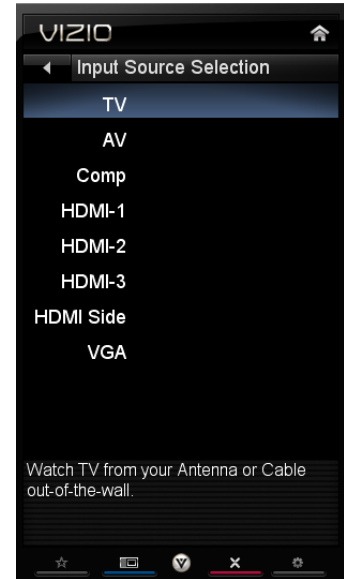 VIZIO
Input Source Selection
TV
AV
Comp
HDMI-1
HDMI-2
HDMI-3
HDMI Side
VGA
Watch TV from your Antenna or Cable
out-of-the-wall.
V